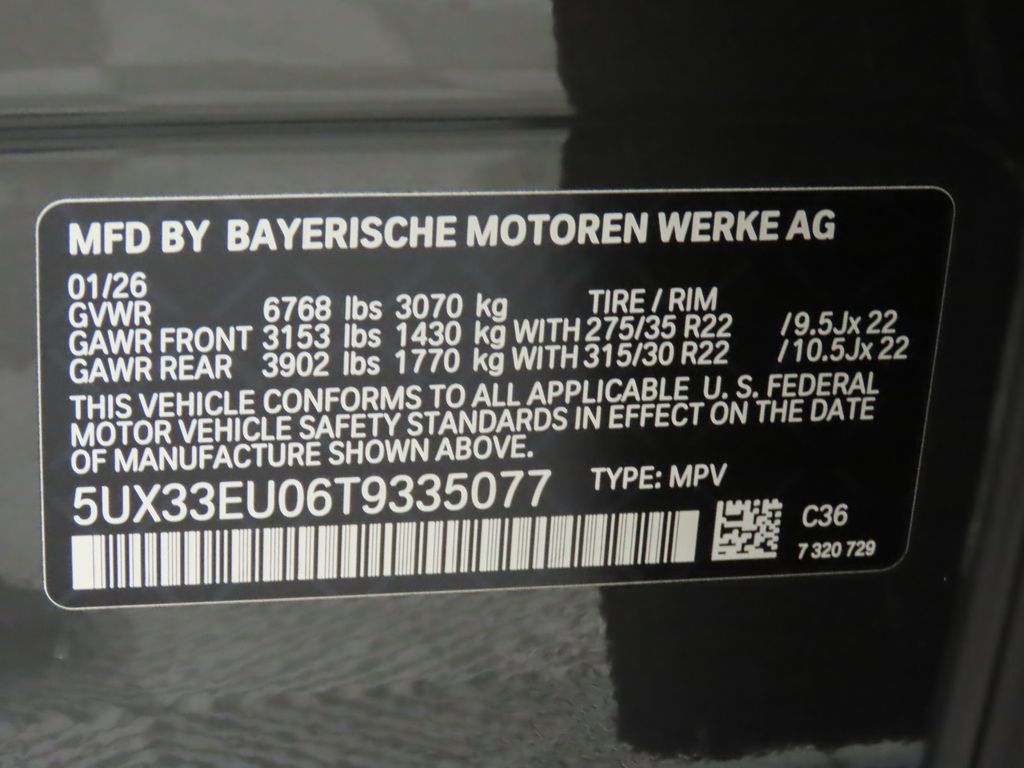 MFD BY BAYERISCHE MOTOREN WERKE AG
01/26
GVWR 6768 lbs 3070 kg TIRE / RIM
GAWR FRONT 3153 lbs 1430 kg WITH 275/35 R22 /9.5Jx 22
GAWR REAR 3902 lbs 1770 kg WITH 315/30 R22 /10.5Jx 22
THIS VEHICLE CONFORMS TO ALL APPLICABLE U. S. FEDERAL
MOTOR VEHICLE SAFETY STANDARDS IN EFFECT ON THE DATE
OF MANUFACTURE SHOWN ABOVE.
5UX33EU06T9335077 TYPE: MPV
C36
7 320 729